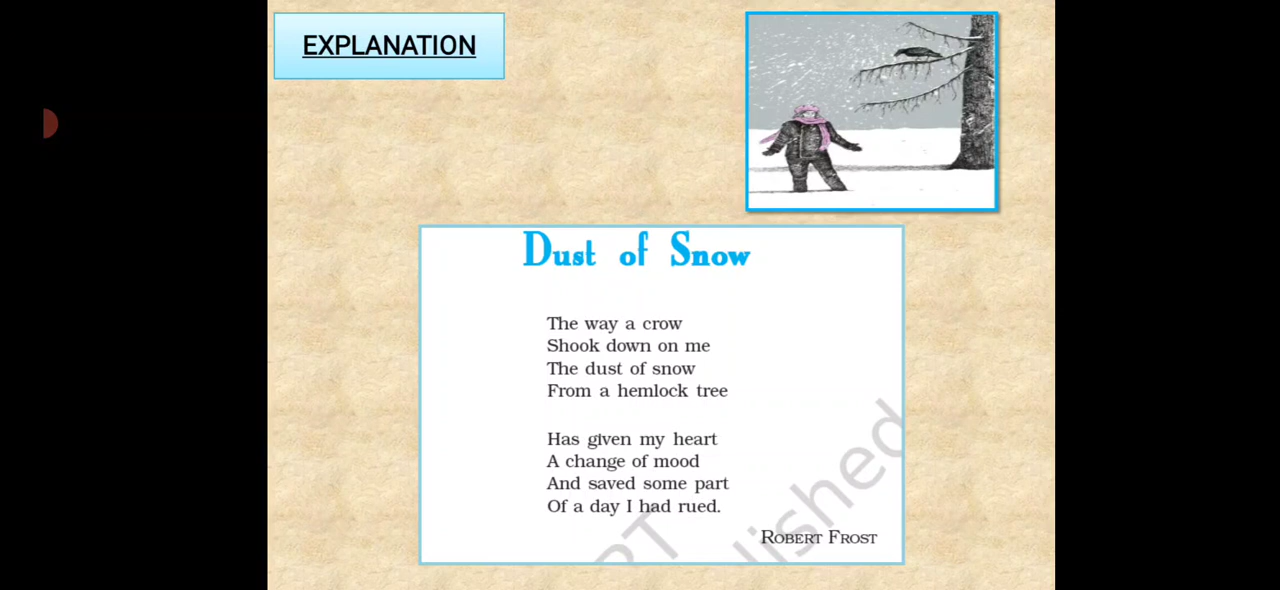 EXPLANATION
Dust of Snow
The way a crow
Shook down on me
The dust of snow
From a hemlock tree
Has given my heart
A change of mood
And saved some part
Of a day I had rued.
ROBERT FROST